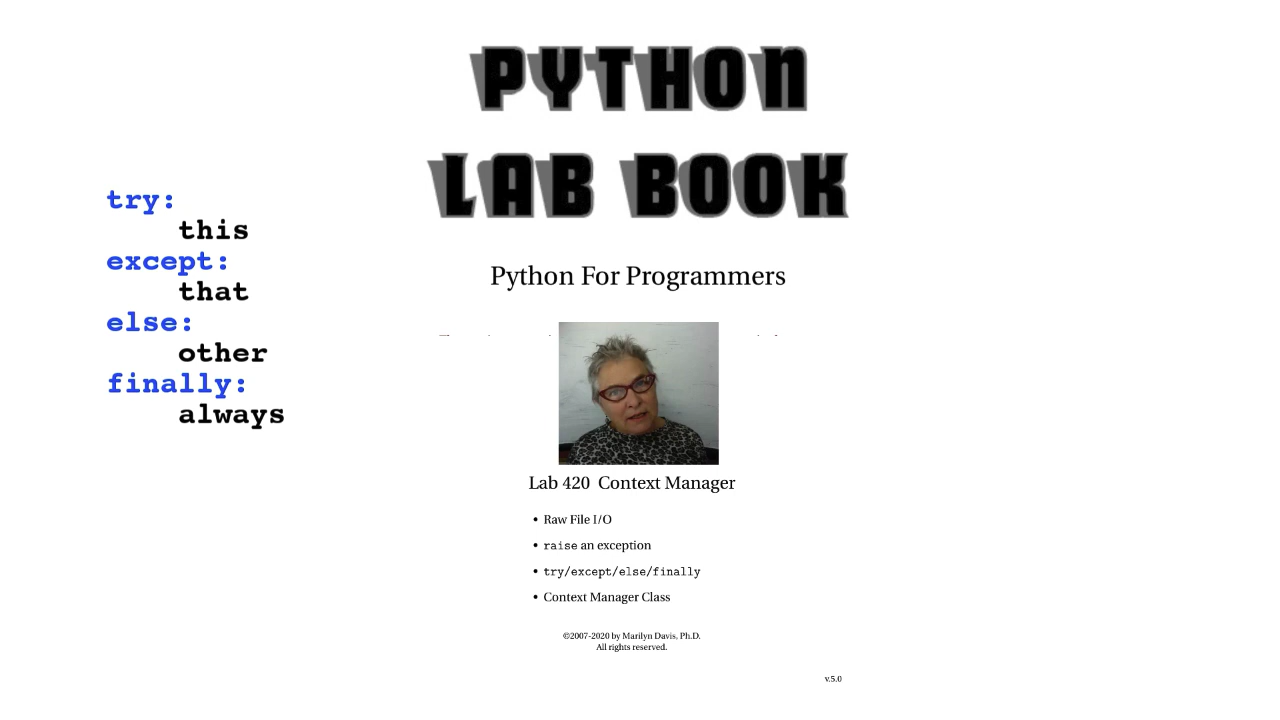 PYTHON
LAB BOOK
try:
this
except:
that
else:
other
finally:
always
Python For Programmers
Lab 420 Context Manager
• Raw File I/O
• raise an exception
• try/except/else/finally
• Context Manager Class
©2007-2020 by Marilyn Davis, Ph.D.
All rights reserved.
v.5.0